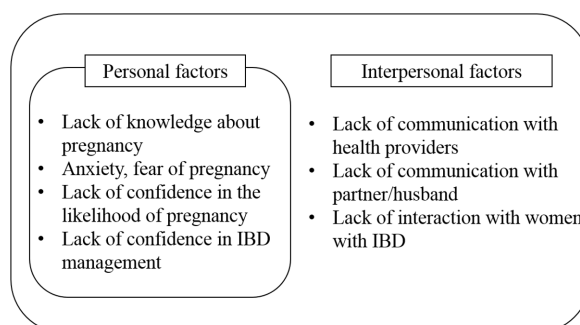 Personal factors
• Lack of knowledge about
pregnancy
• Anxiety, fear of pregnancy
• Lack of confidence in the
likelihood of pregnancy
• Lack of confidence in IBD
management
Interpersonal factors
• Lack of communication with
health providers
• Lack of communication with
partner/husband
• Lack of interaction with women
with IBD